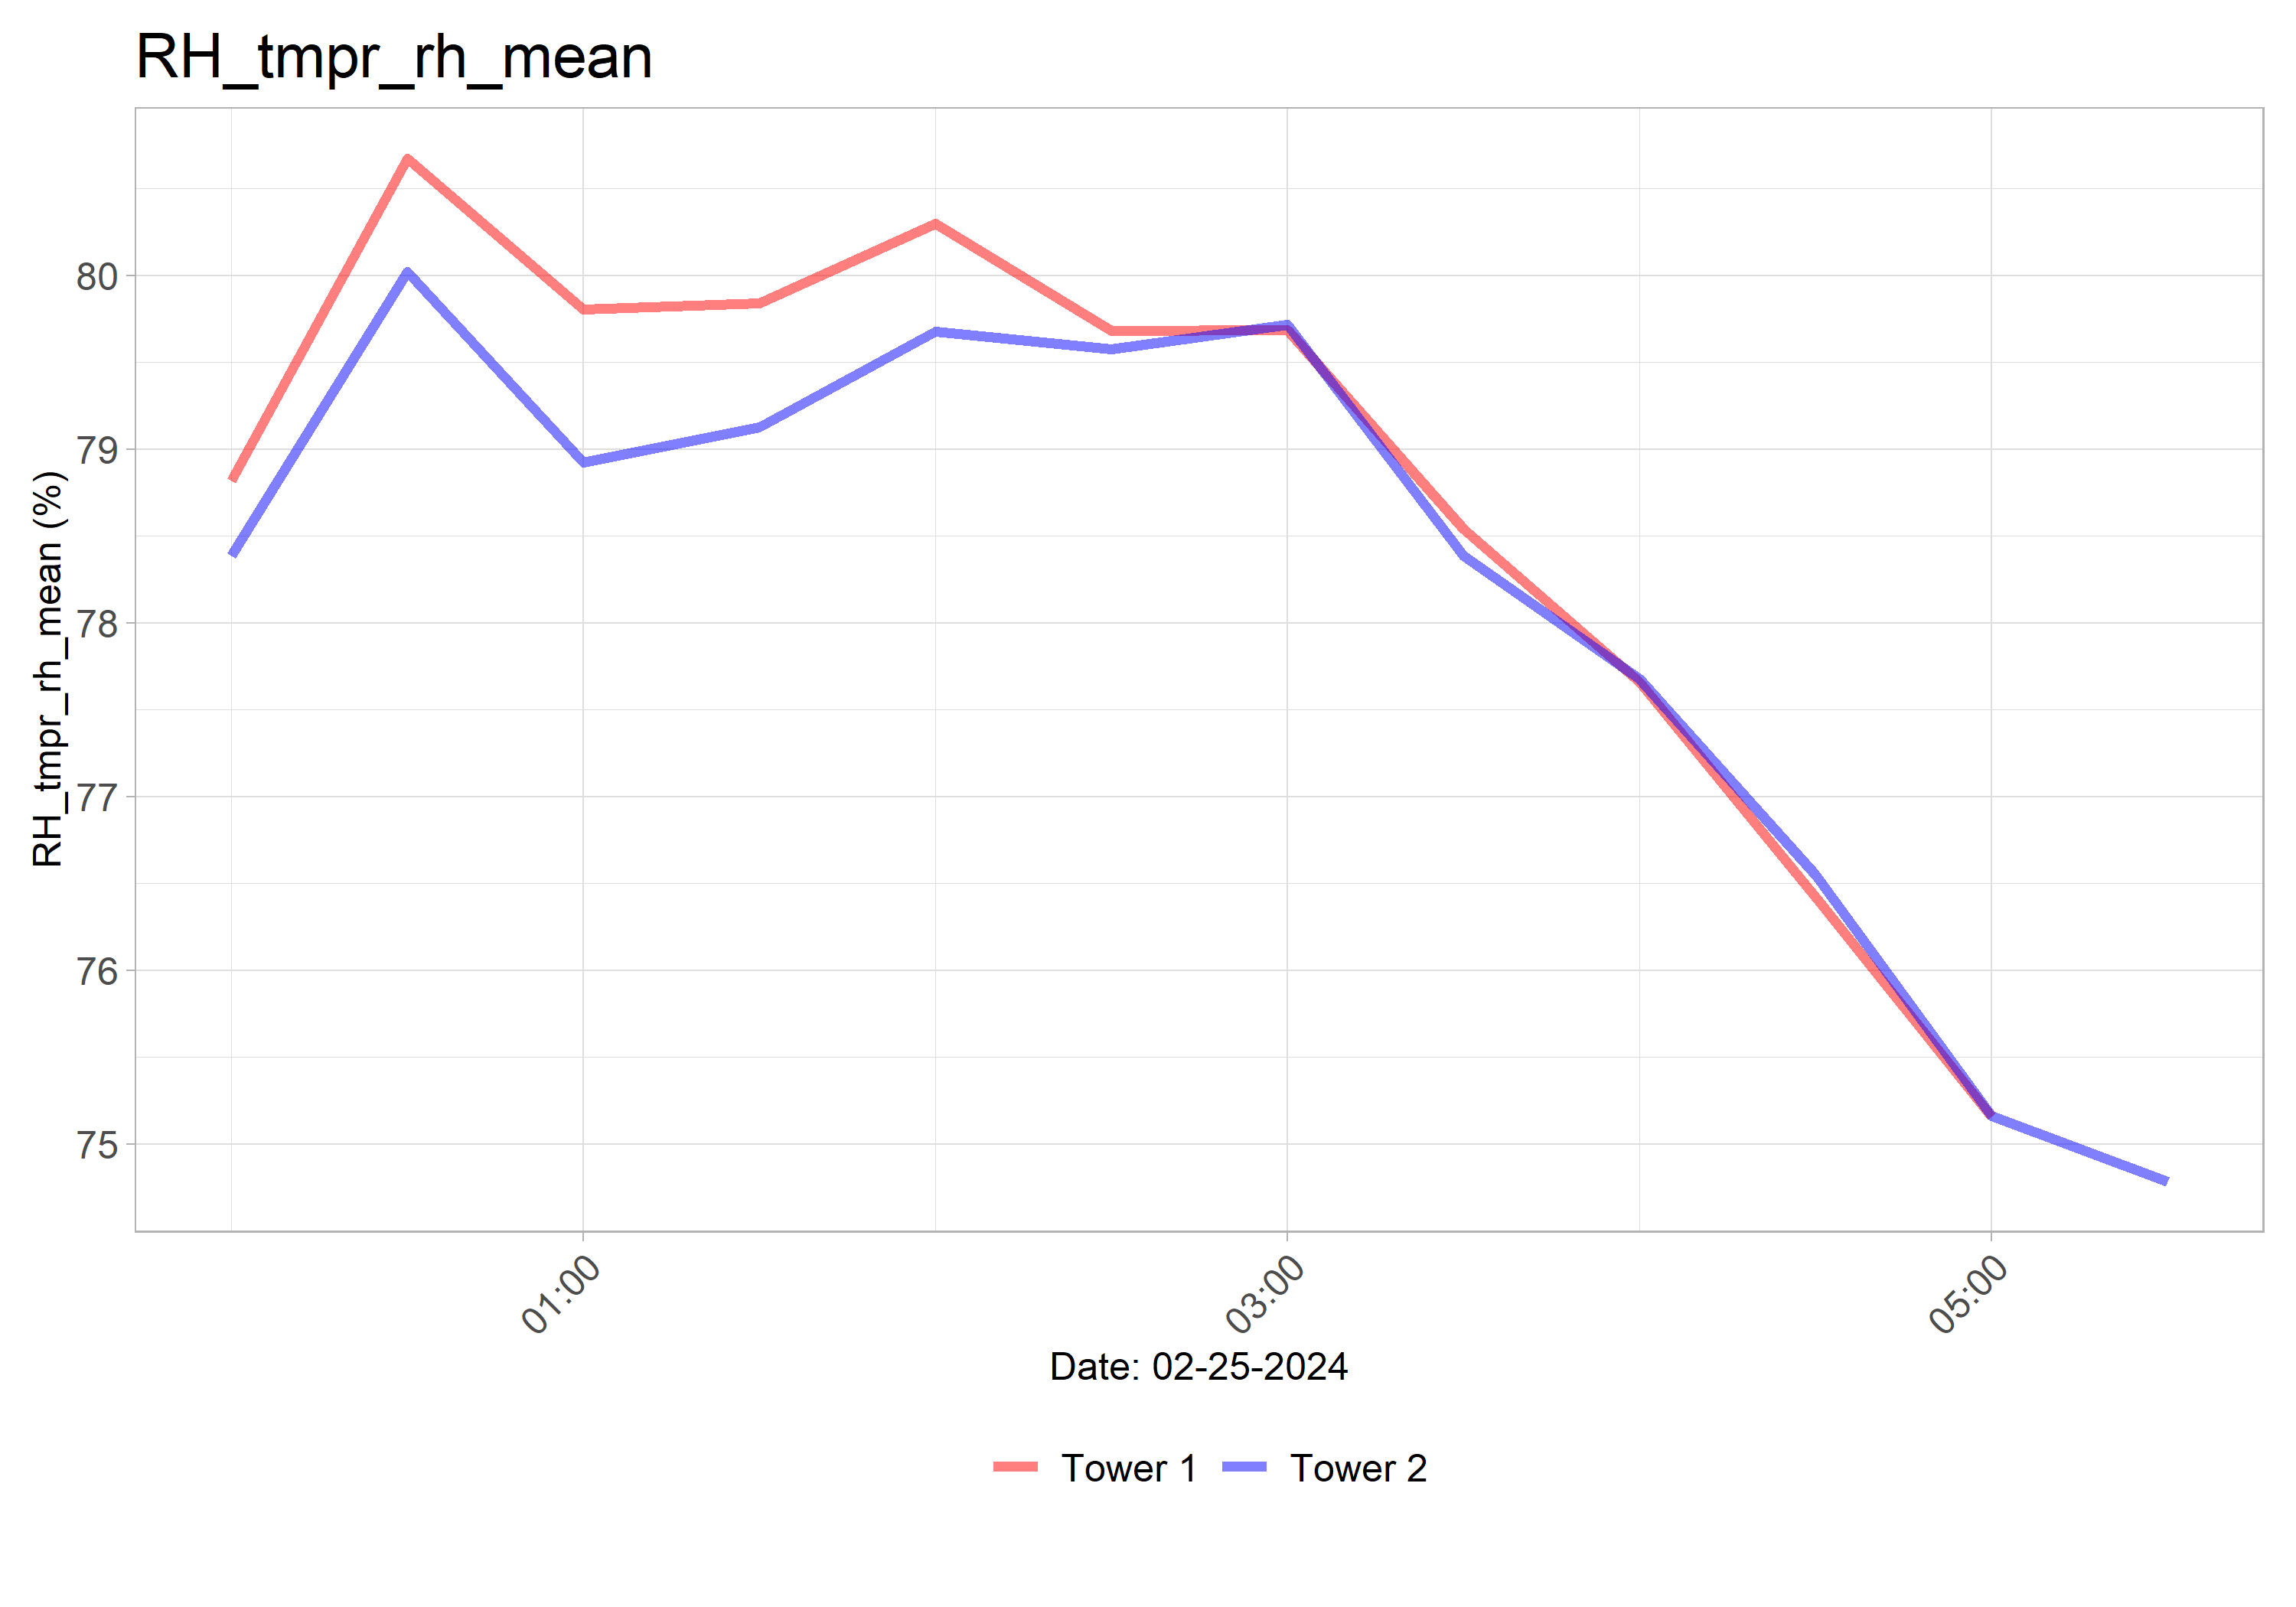 RH_tmpr_rh_mean
RH_tmpr_rh_mean (%)
80
79
78
77
76
75
01:00
03:00
05:00
Date: 02-25-2024
Tower 1
Tower 2